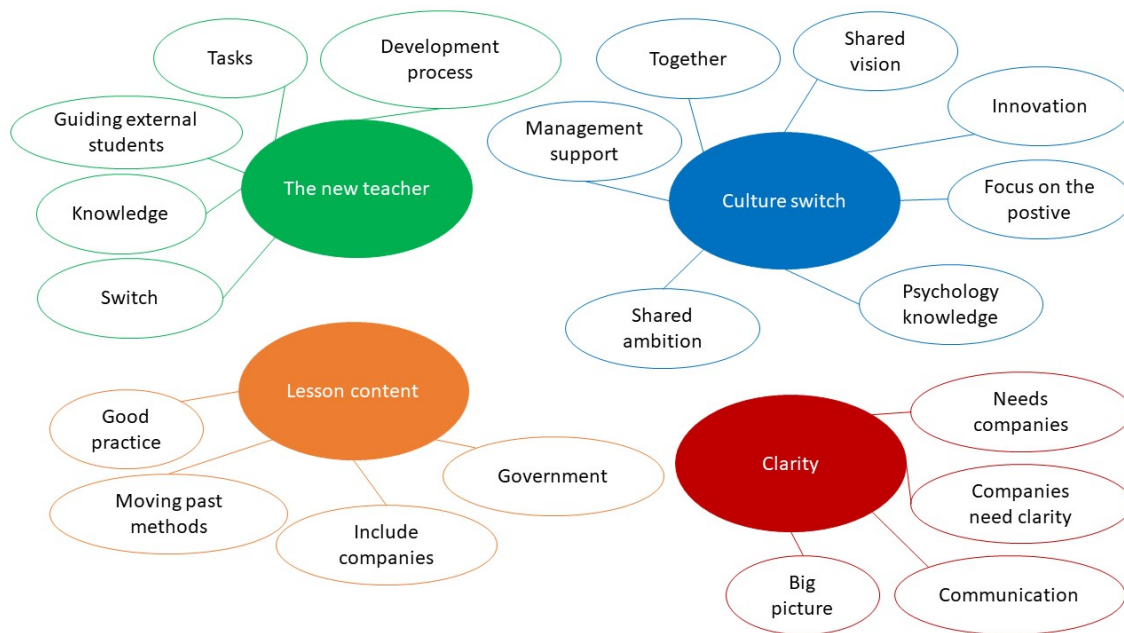 Tasks
Development
process
Guiding external
students
The new teacher
Knowledge
Switch
Together
Shared
vision
Management
support
Innovation
Culture switch
Focus on the
postive
Shared
ambition
Psychology
knowledge
Lesson content
Good
practice
Moving past
methods
Include
companies
Government
Clarity
Needs
companies
Companies
need clarity
Big
picture
Communication